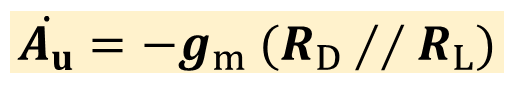 Ȧu = −gm (RD // RL)